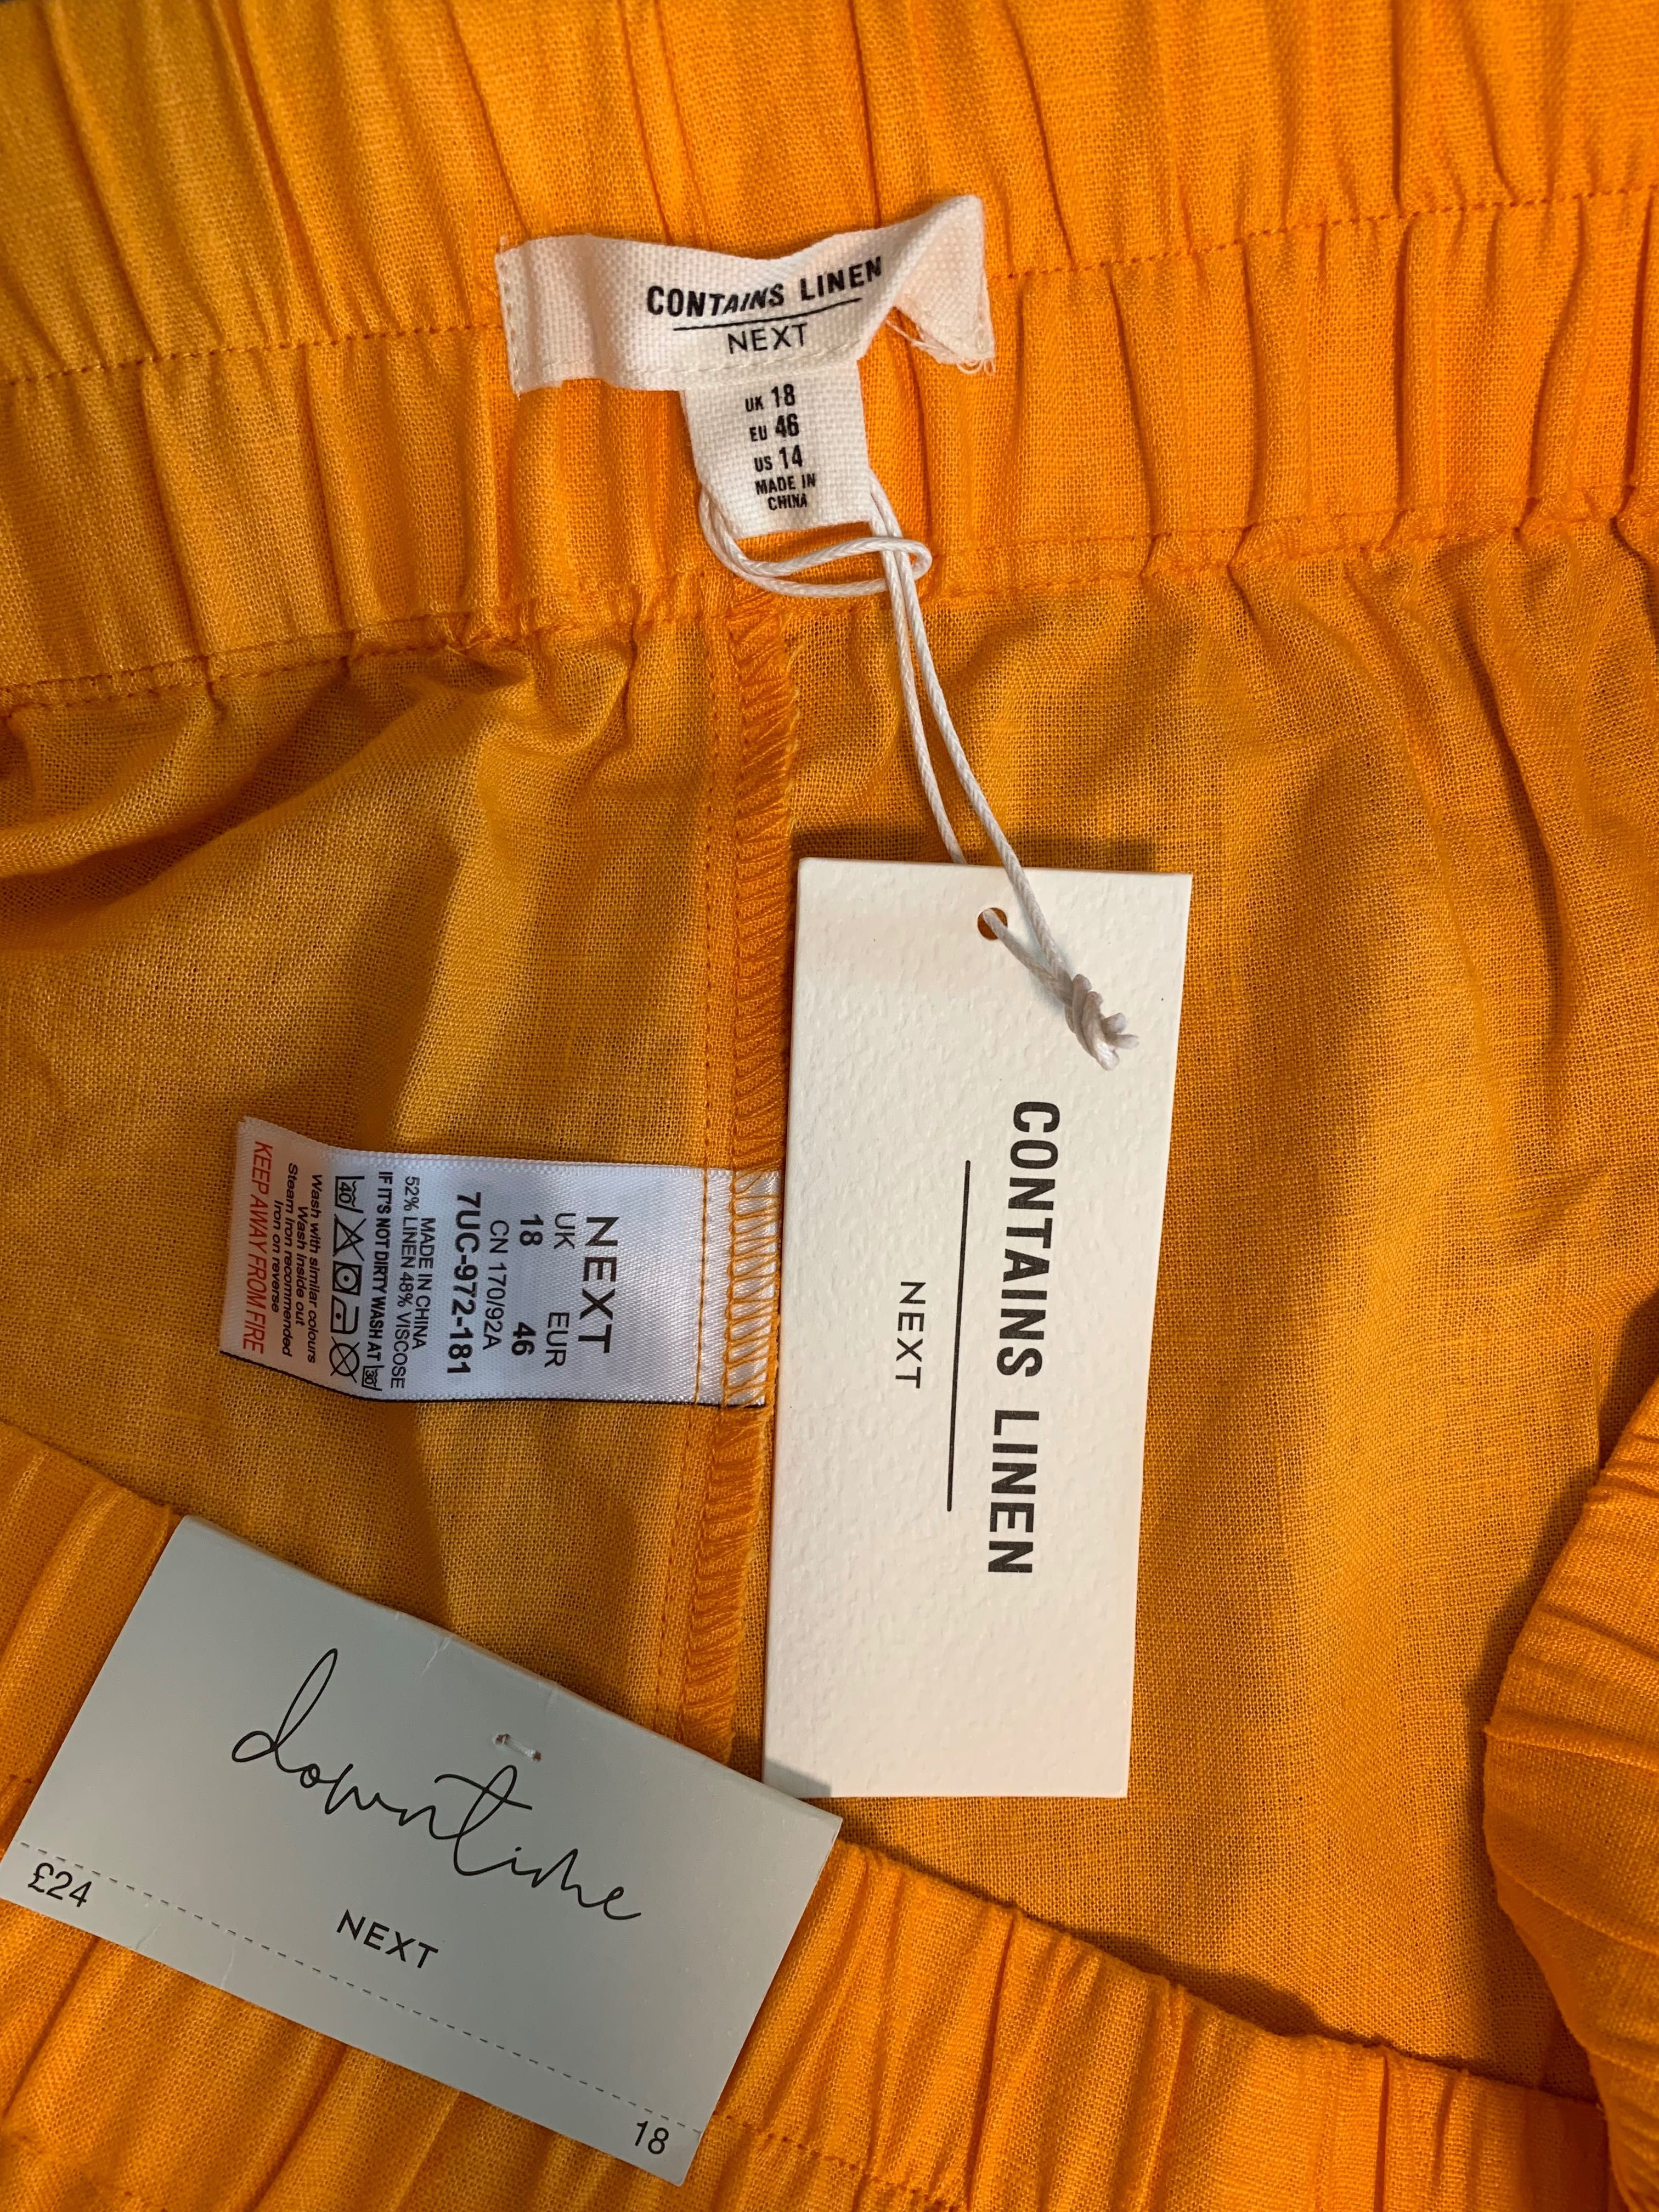 CONTAINS LINEN
NEXT
UK 18
EU 46
US 14
MADE IN
CHINA
CONTAINS LINEN
NEXT
NEXT
UK EUR
18 46
CN 170/92A
7UC-972-181
MADE IN CHINA
52% LINEN 48% VISCOSE
IF IT'S NOT DIRTY WASH AT 30
40
Wash with similar colours
Wash inside out
Steam iron recommended
Iron on reverse
KEEP AWAY FROM FIRE
downtime
NEXT
£24
18